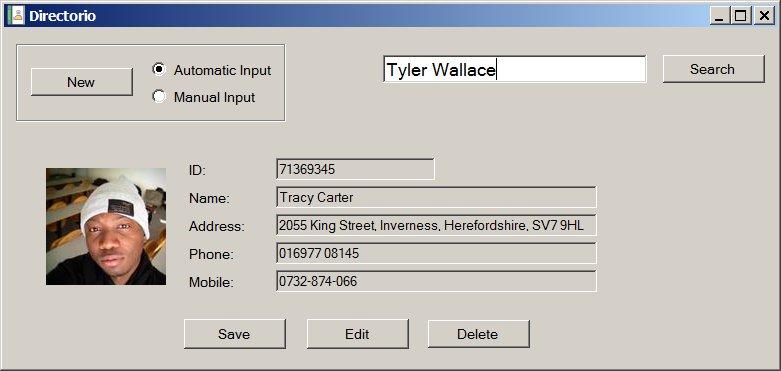 Directorio
New
Automatic Input
Manual Input
Tyler Wallace
Search
ID: 71369345
Name: Tracy Carter
Address: 2055 King Street, Inverness, Herefordshire, SV7 9HL
Phone: 016977 08145
Mobile: 0732-874-066
Save Edit Delete